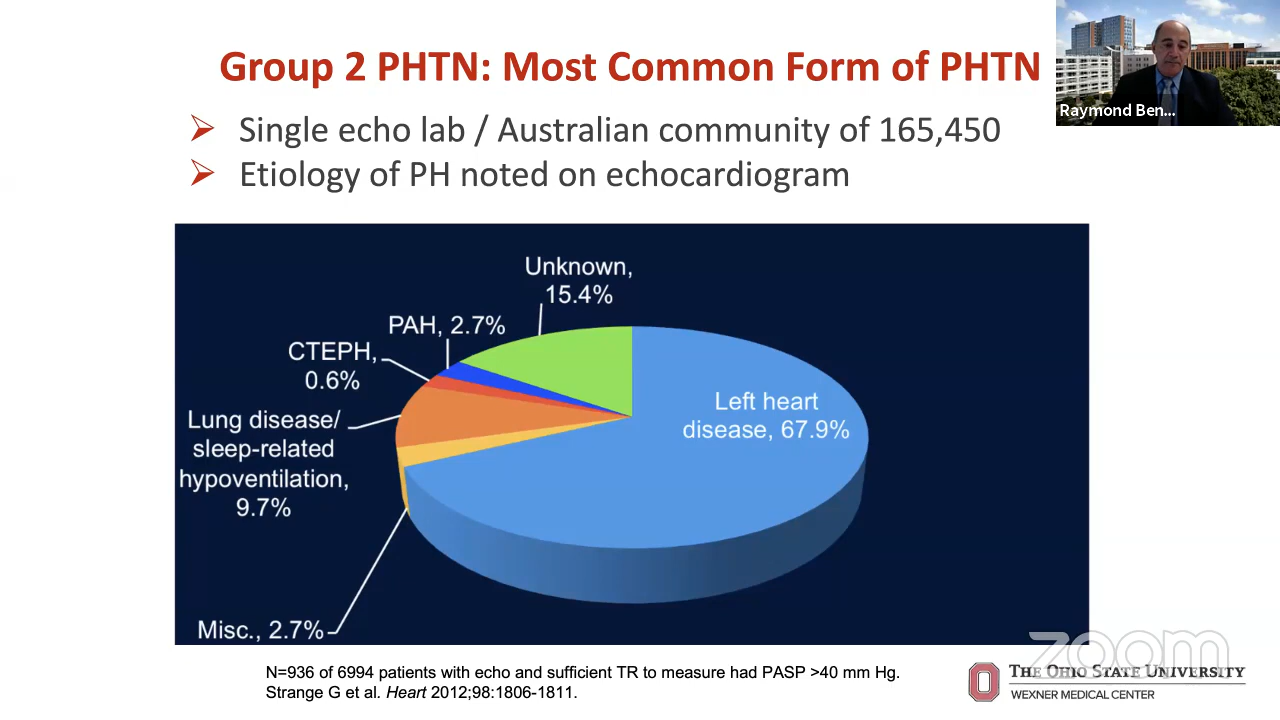 Group 2 PHTN: Most Common Form of PHTN
Raymond Ben...
Single echo lab / Australian community of 165,450
Etiology of PH noted on echocardiogram
Unknown,
15.4%
PAH, 2.7%
CTEPH,
0.6%
Left heart
disease, 67.9%
Lung disease/
sleep-related
hypoventilation,
9.7%
Misc., 2.7%
N=936 of 6994 patients with echo and sufficient TR to measure had PASP >40 mm Hg.
Strange G et al. Heart 2012;98:1806-1811.
zoom
THE OHIO STATE UNIVERSITY
WEXNER MEDICAL CENTER